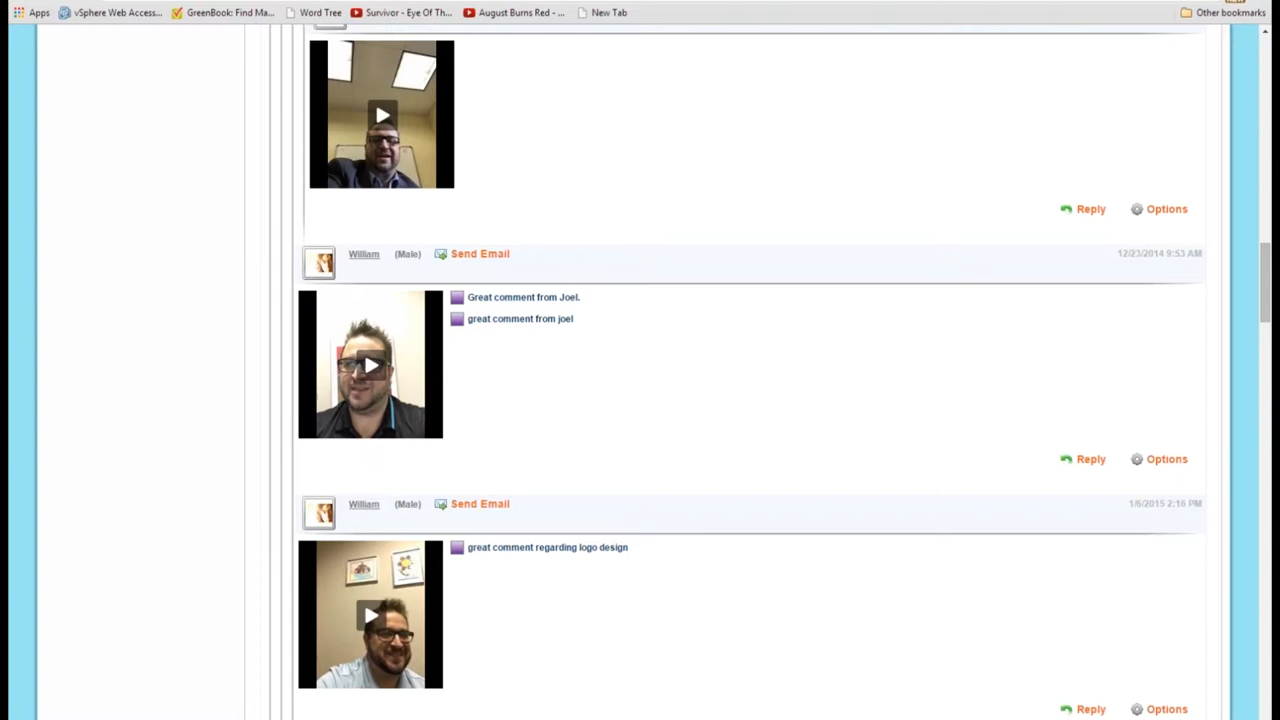 Apps vSphere Web Access... GreenBook: Find Ma... Word Tree Survivor - Eye Of Th... August Burns Red - ... New Tab Other bookmarks
Reply Options
William (Male) Send Email 12/23/2014 9:53 AM
Great comment from Joel.
great comment from joel
Reply Options
William (Male) Send Email 1/6/2015 2:16 PM
great comment regarding logo design
Reply Options